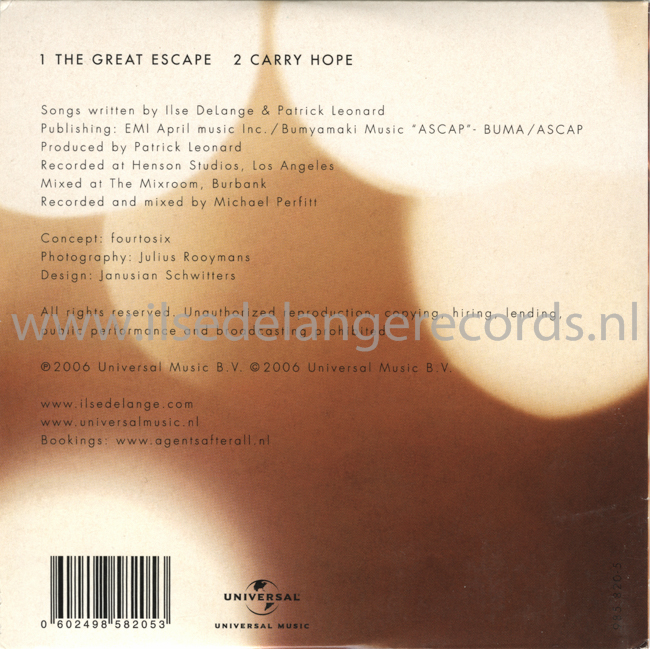 1 THE GREAT ESCAPE 2 CARRY HOPE
Songs written by Ilse DeLange & Patrick Leonard
Publishing: EMI April music Inc./Bumyamaki Music "ASCAP"- BUMA/ASCAP
Produced by Patrick Leonard
Recorded at Henson Studios, Los Angeles
Mixed at The Mixroom, Burbank
Recorded and mixed by Michael Perfitt
Concept: fourtosix
Photography: Julius Rooymans
Design: Janusian Schwitters
All rights reserved. Unauthorized reproduction, copying, hiring, lending,
www.ilsedelangerecords.nl
public performance and broadcasting prohibited.
℗2006 Universal Music B.V. ©2006 Universal Music B.V.
www.ilsedelange.com
www.universalmusic.nl
Bookings: www.agentsafterall.nl
0 602498 582053
UNIVERSAL
UNIVERSAL MUSIC